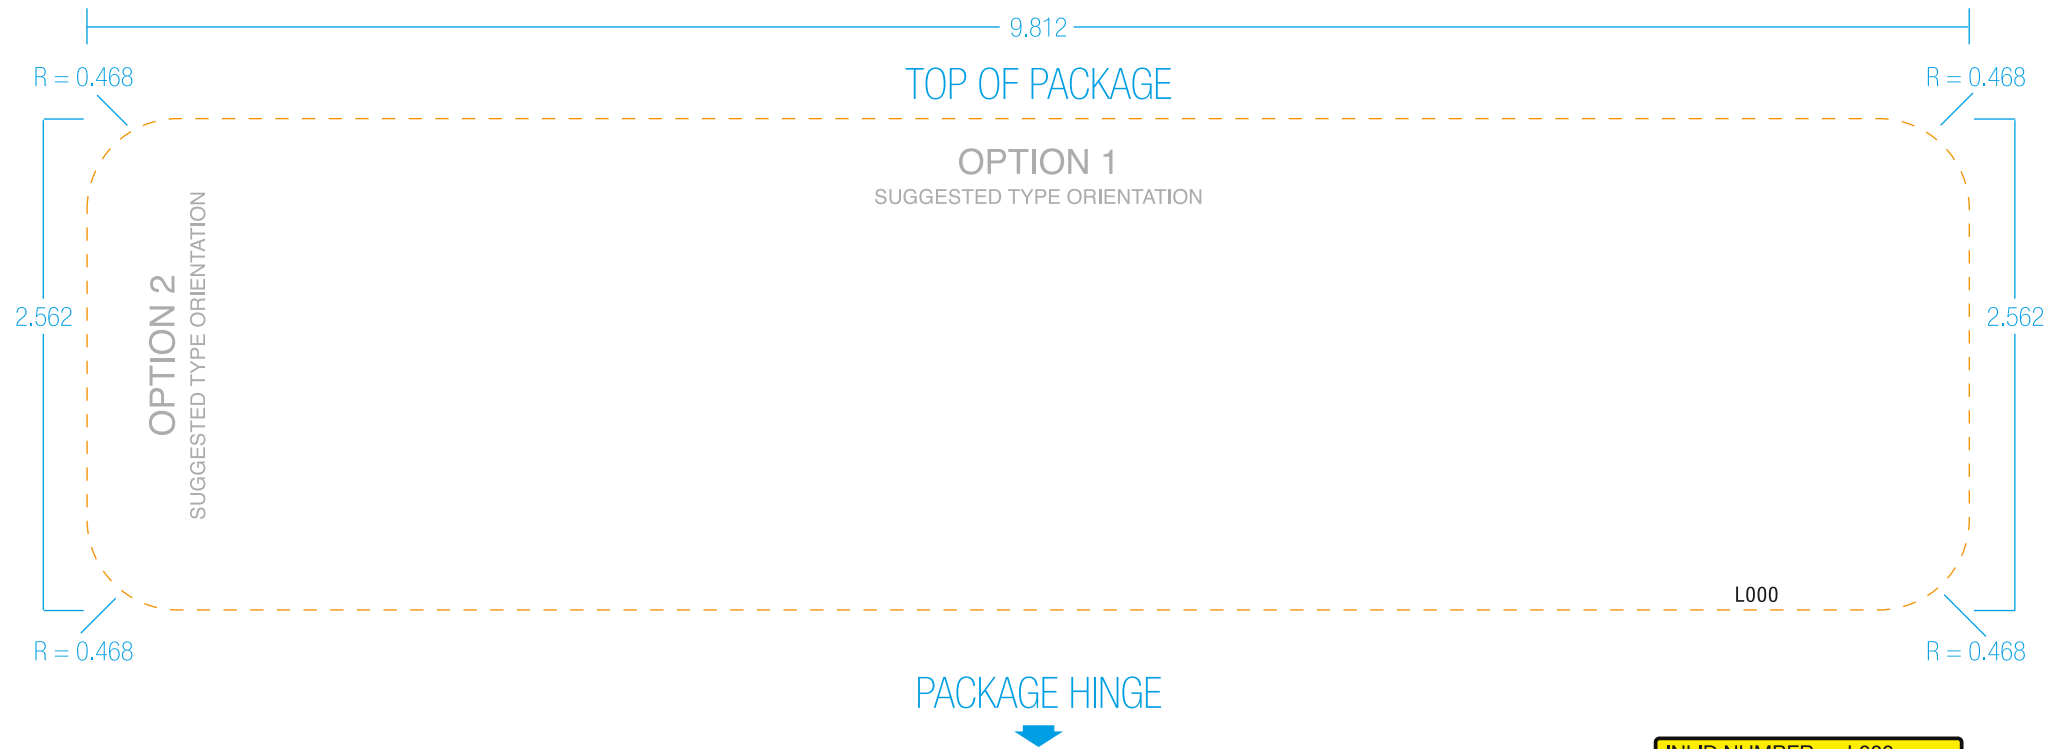 9.812
R = 0.468
TOP OF PACKAGE
R = 0.468
OPTION 1
SUGGESTED TYPE ORIENTATION
OPTION 2
SUGGESTED TYPE ORIENTATION
2.562
2.562
L000
R = 0.468
R = 0.468
PACKAGE HINGE